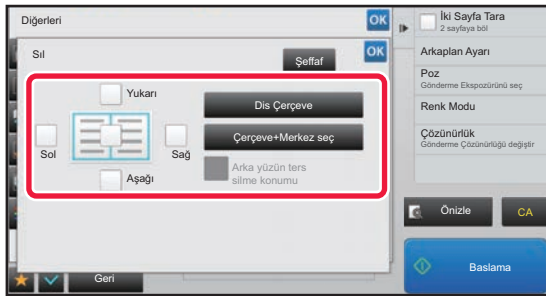 Diğerleri
OK
Sıl
OK
Şeffaf
Yukarı
Sol
Sağ
Aşağı
Dis Çerçeve
Çerçeve+Merkez seç
Arka yüzün ters
silme konumu
Geri
İki Sayfa Tara
2 sayfaya böl
Arkaplan Ayarı
Poz
Gönderme Ekspozürünü seç
Renk Modu
Çözünürlük
Gönderme Çözünürlüğü değiştir
Önizle
CA
Baslama